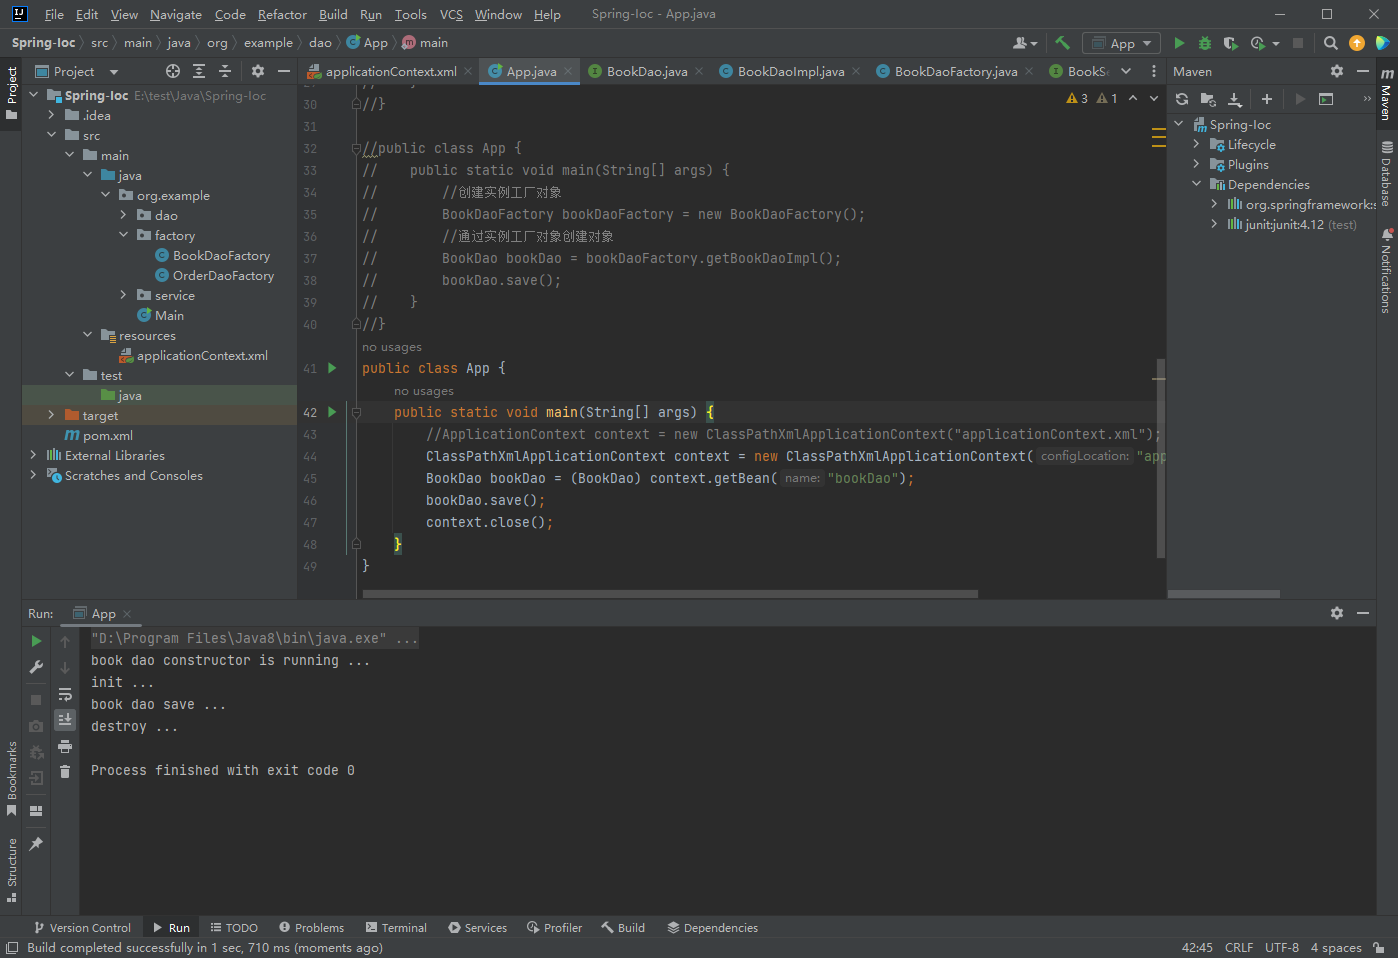 File Edit View Navigate Code Refactor Build Run Tools VCS Window Help Spring-Ioc - App.java
Spring-Ioc src main java org example dao App main
App
Project
applicationContext.xml App.java BookDao.java BookDaoImpl.java BookDaoFactory.java
Maven
Spring-Ioc E:\test\Java\Spring-Ioc
.idea
src
main
java
org.example
dao
factory
BookDaoFactory
OrderDaoFactory
service
Main
resources
applicationContext.xml
test
java
target
pom.xml
External Libraries
Scratches and Consoles
3 1
30 //}
31
32 //public class App {
33 // public static void main(String[] args) {
34 // //创建实例工厂对象
35 // BookDaoFactory bookDaoFactory = new BookDaoFactory();
36 // //通过实例工厂对象创建对象
37 // BookDao bookDao = bookDaoFactory.getBookDaoImpl();
38 // bookDao.save();
39 // }
40 //}
no usages
41 public class App {
no usages
42 public static void main(String[] args) {
43 //ApplicationContext context = new ClassPathXmlApplicationContext("applicationContext.xml");
44 ClassPathXmlApplicationContext context = new ClassPathXmlApplicationContext( configLocation: "app
45 BookDao bookDao = (BookDao) context.getBean( name: "bookDao");
46 bookDao.save();
47 context.close();
48 }
49 }
Spring-Ioc
Lifecycle
Plugins
Dependencies
org.springframework:s
junit:junit:4.12 (test)
Project
Bookmarks
Structure
Maven
Database
Notifications
Run: App
"D:\Program Files\Java8\bin\java.exe" ...
book dao constructor is running ...
init ...
book dao save ...
destroy ...
Process finished with exit code 0
Version Control Run TODO Problems Terminal Services Profiler Build Dependencies
Build completed successfully in 1 sec, 710 ms (moments ago) 42:45 CRLF UTF-8 4 spaces